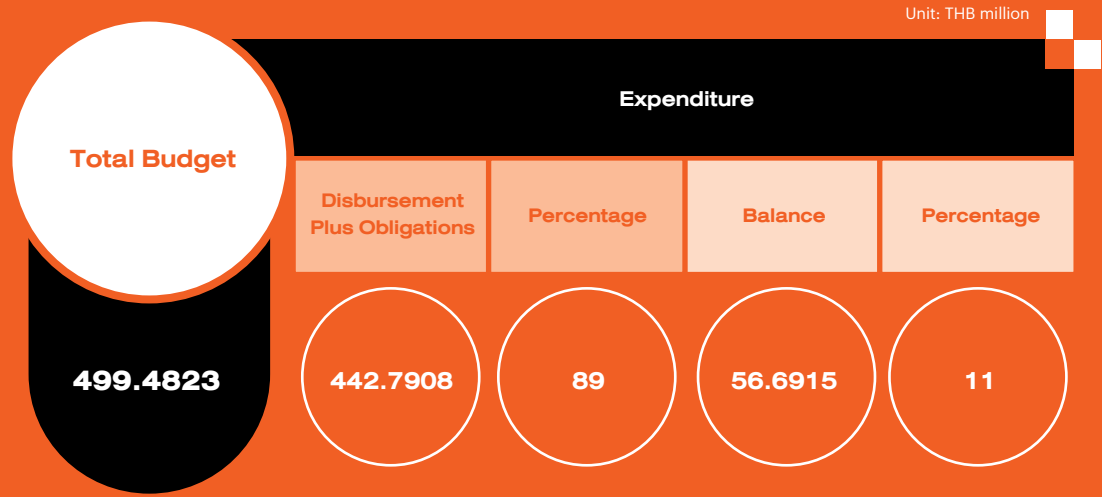 Unit: THB million
Total Budget
Expenditure
Disbursement
Plus Obligations
Percentage
Balance
Percentage
499.4823
442.7908
89
56.6915
11